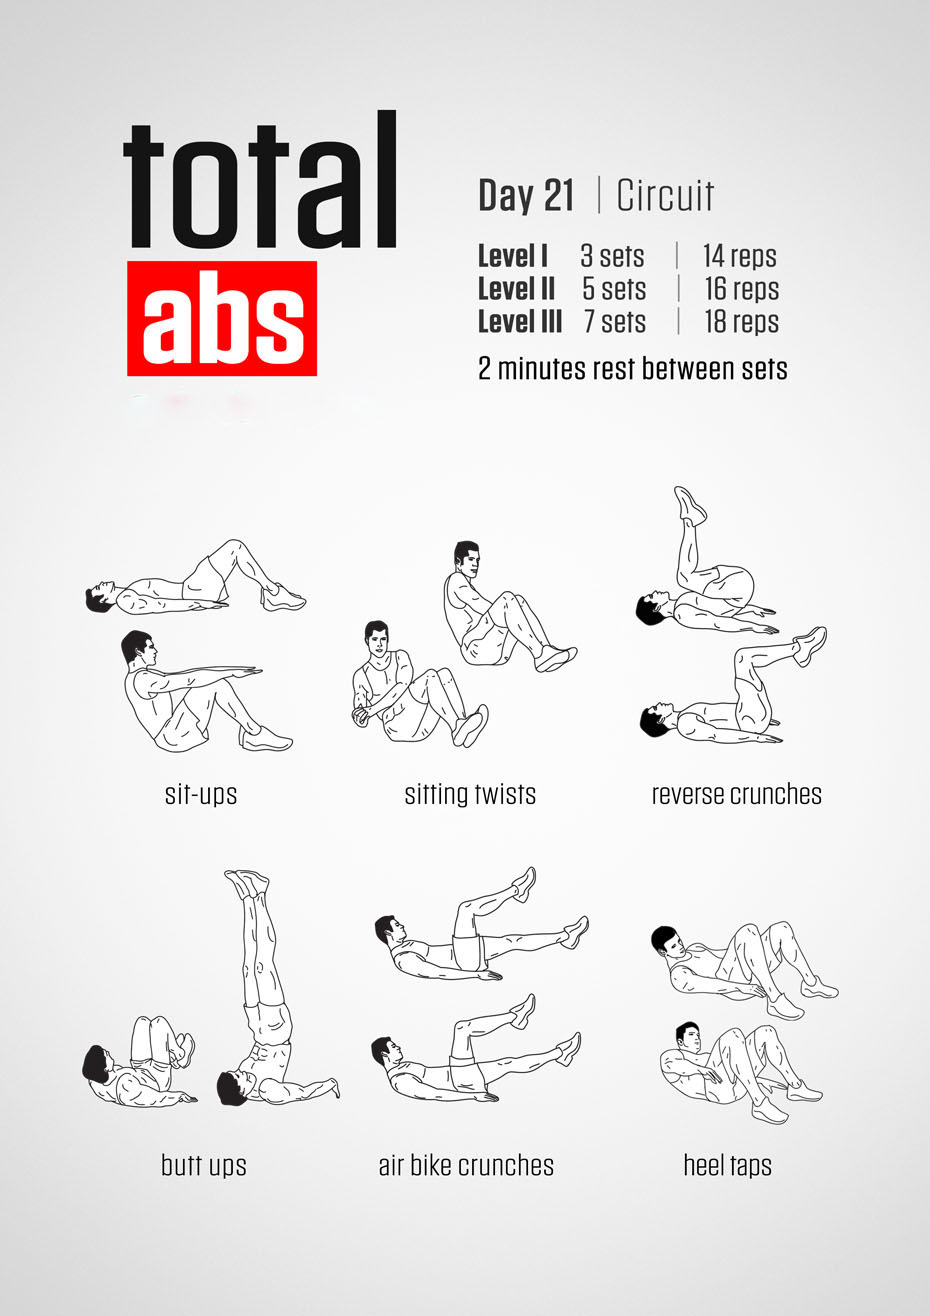 total
abs
Day 21 | Circuit
Level I 3 sets | 14 reps
Level II 5 sets | 16 reps
Level III 7 sets | 18 reps
2 minutes rest between sets
sit-ups
sitting twists
reverse crunches
butt ups
air bike crunches
heel taps